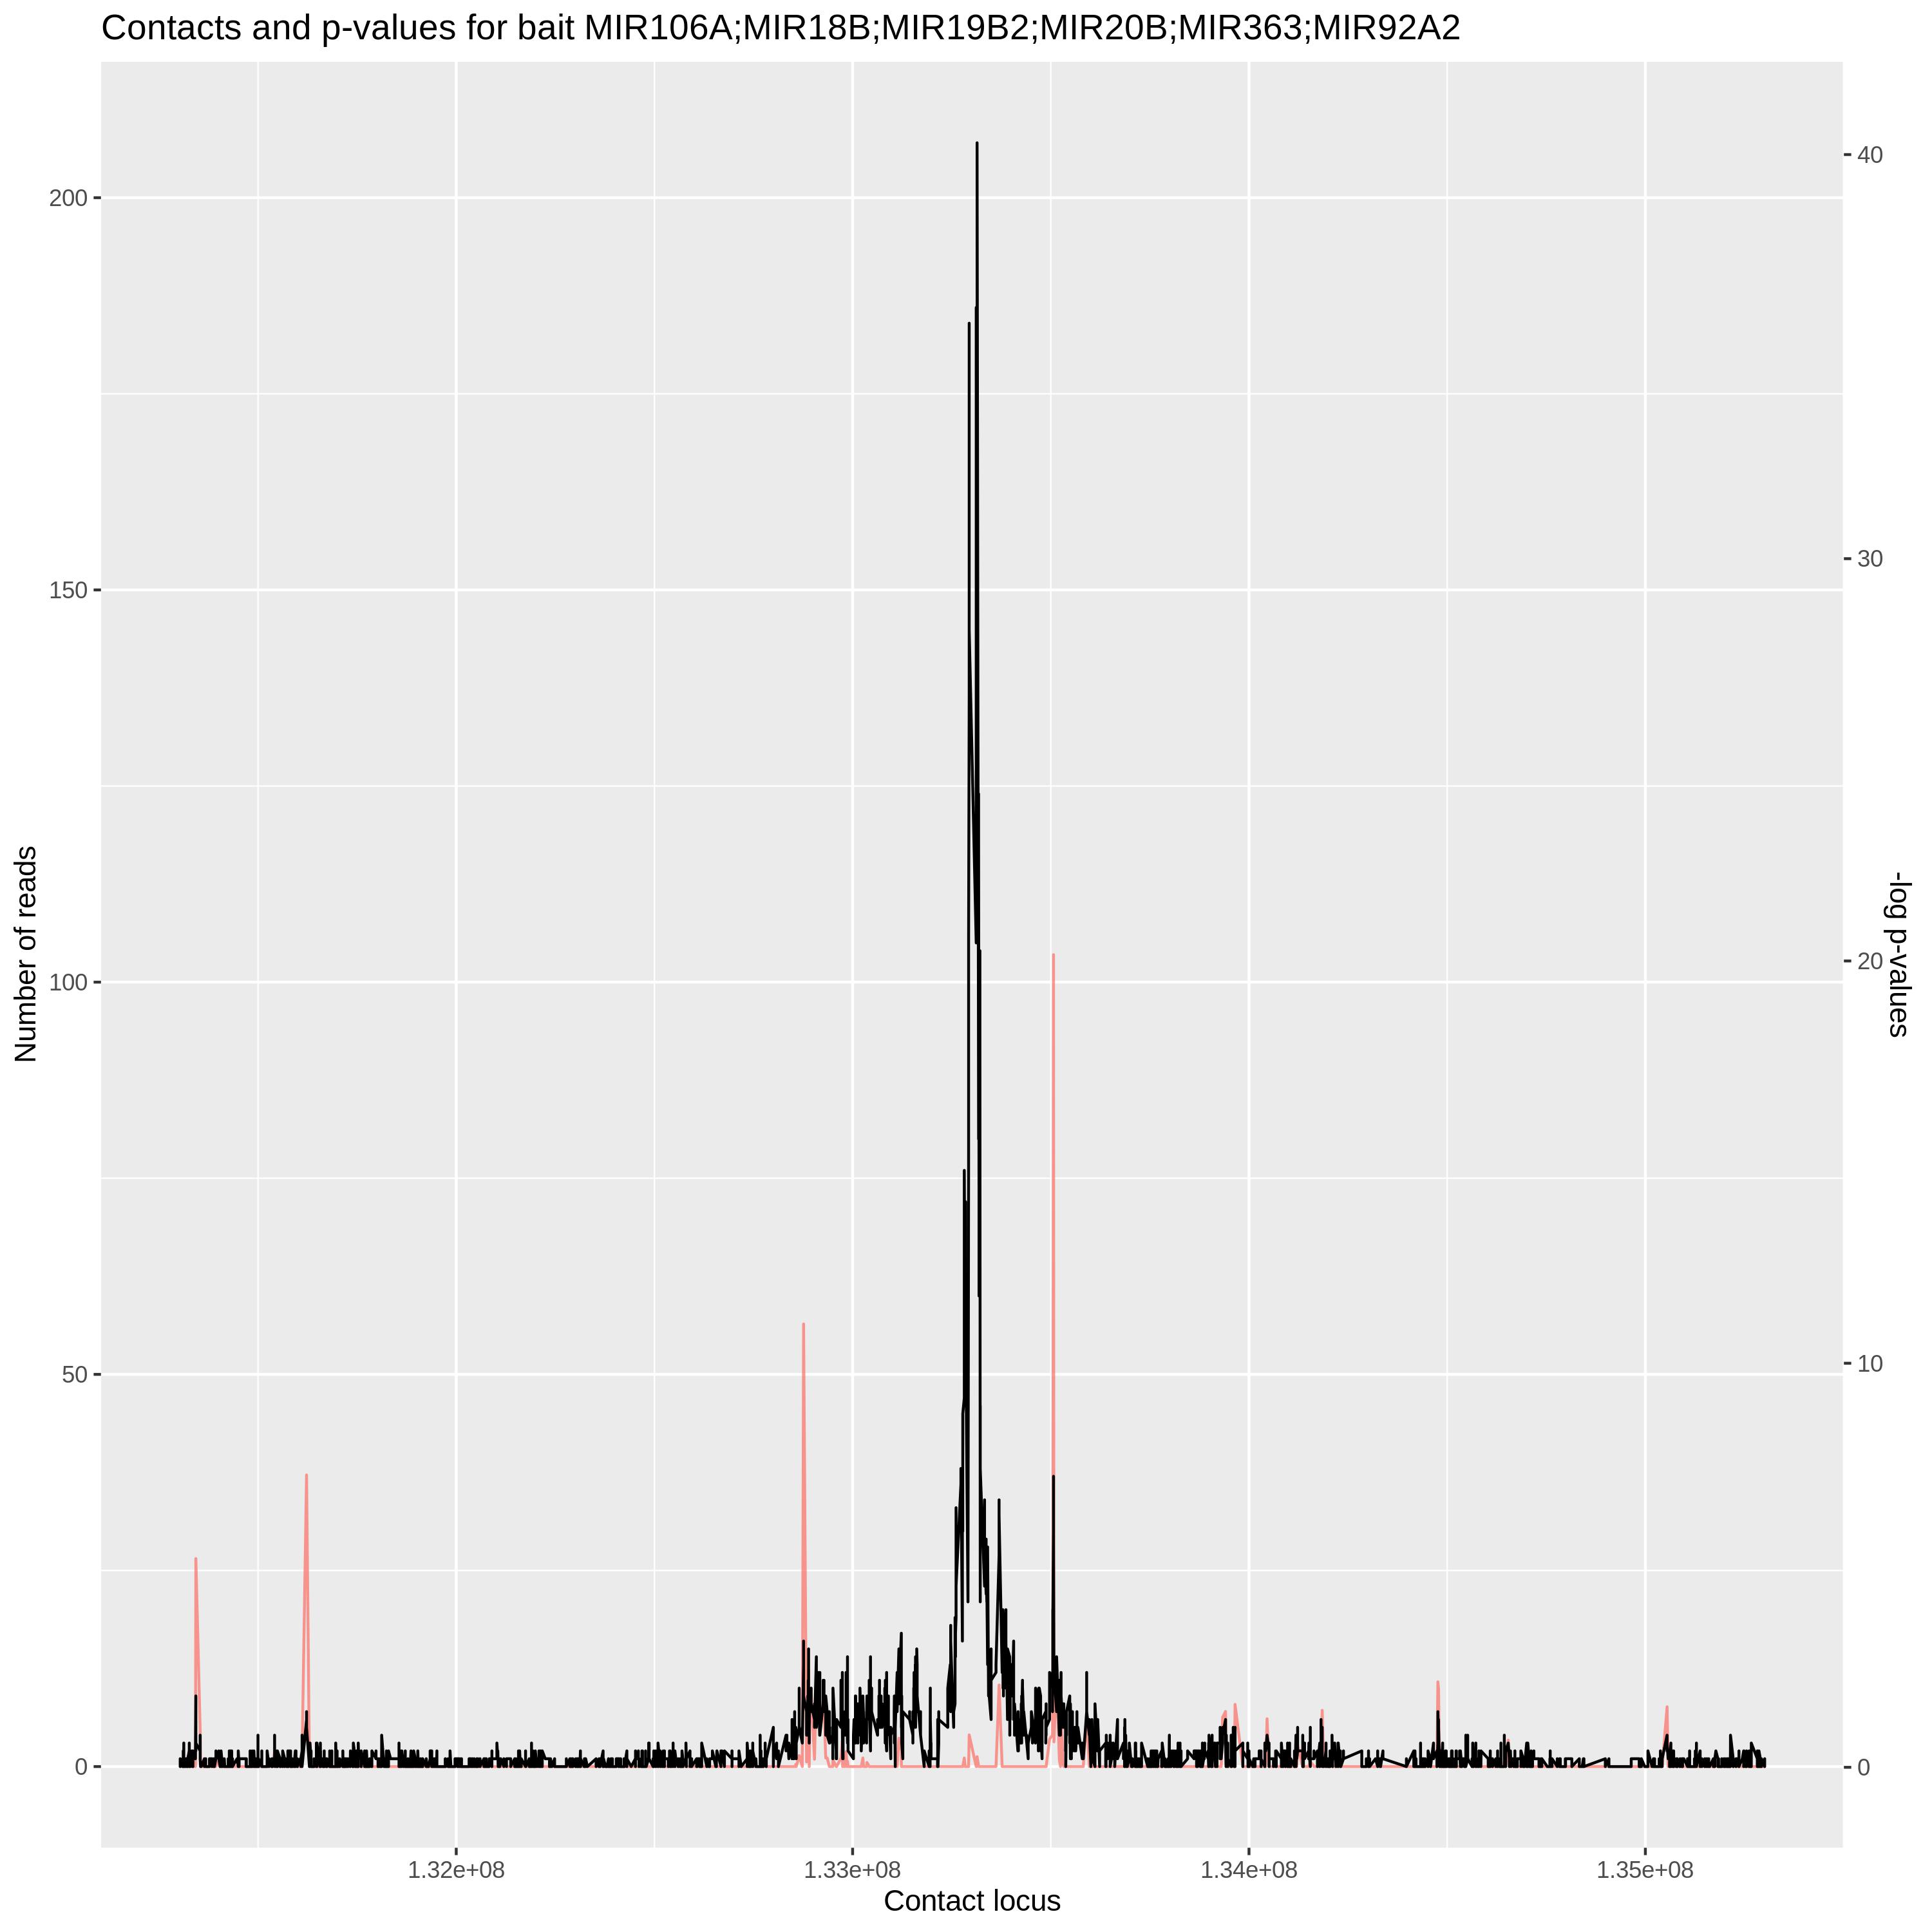 Contacts and p-values for bait MIR106A;MIR18B;MIR19B2;MIR20B;MIR363;MIR92A2
200
150
100
50
0
Number of reads
40
30
20
10
0
-log p-values
1.32e+08
1.33e+08
1.34e+08
1.35e+08
Contact locus